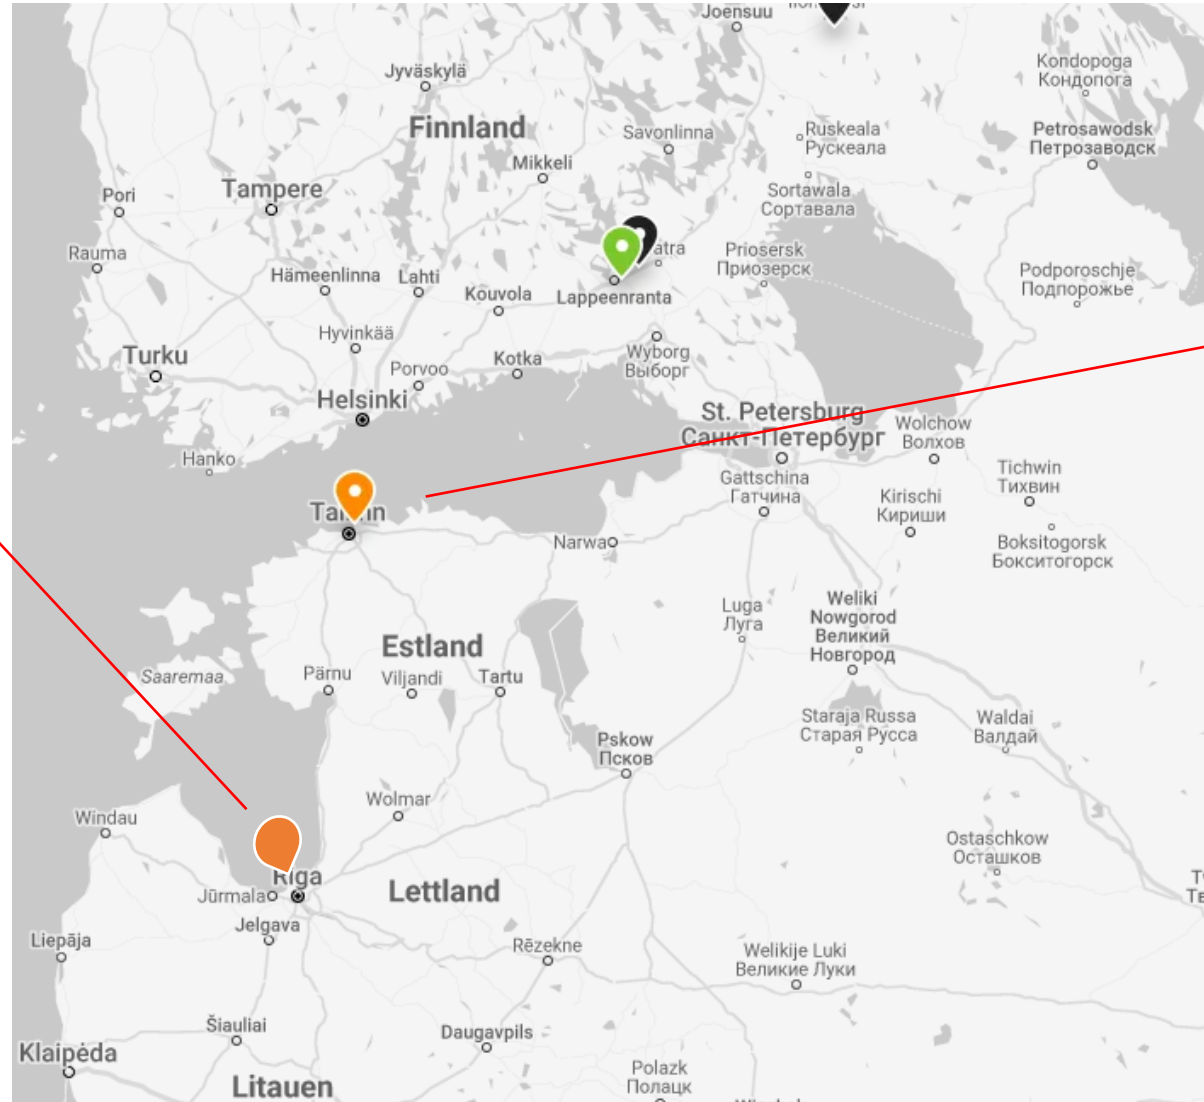 Joensuu
Kondopoga
Кондопога
Jyväskylä
Finnland
Savonlinna
Ruskeala
Рускеала
Petrosawodsk
Петрозаводск
Mikkeli
Tampere
Pori
Sortawala
Сортавала
Rauma
Priosersk
Приозерск
Hämeenlinna
Lahti
Kouvola
Lappeenranta
Podporoschje
Подпорожье
Hyvinkää
Turku
Porvoo
Kotka
Wyborg
Выборг
Helsinki
St. Petersburg
Санкт-Петербург
Wolchow
Волхов
Hanko
Gattschina
Гатчина
Tichwin
Тихвин
Kirischi
Кириши
Narwa
Boksitogorsk
Бокситогорск
Luga
Луга
Weliki
Nowgorod
Великий
Новгород
Estland
Saaremaa
Pärnu
Viljandi
Tartu
Staraja Russa
Старая Русса
Waldai
Валдай
Pskow
Псков
Wolmar
Windau
Ostaschkow
Осташков
Riga
Jūrmala
Lettland
Jelgava
Liepāja
Rēzekne
Welikije Luki
Великие Луки
Šiauliai
Daugavpils
Klaipėda
Polazk
Полацк
Litauen